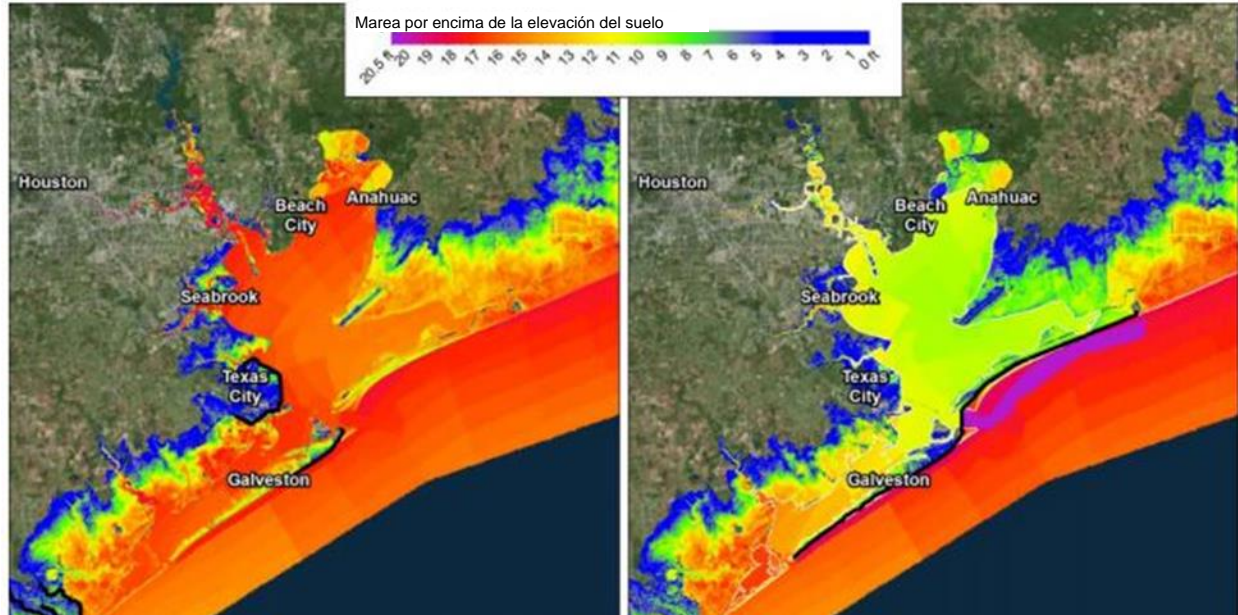 Marea por encima de la elevación del suelo
20.5 ft 20 19 18 17 16 15 14 13 12 11 10 9 8 7 6 5 4 3 2 1 0 ft
Houston
Beach
City
Anahuac
Seabrook
Texas
City
Galveston
Houston
Beach
City
Anahuac
Seabrook
Texas
City
Galveston